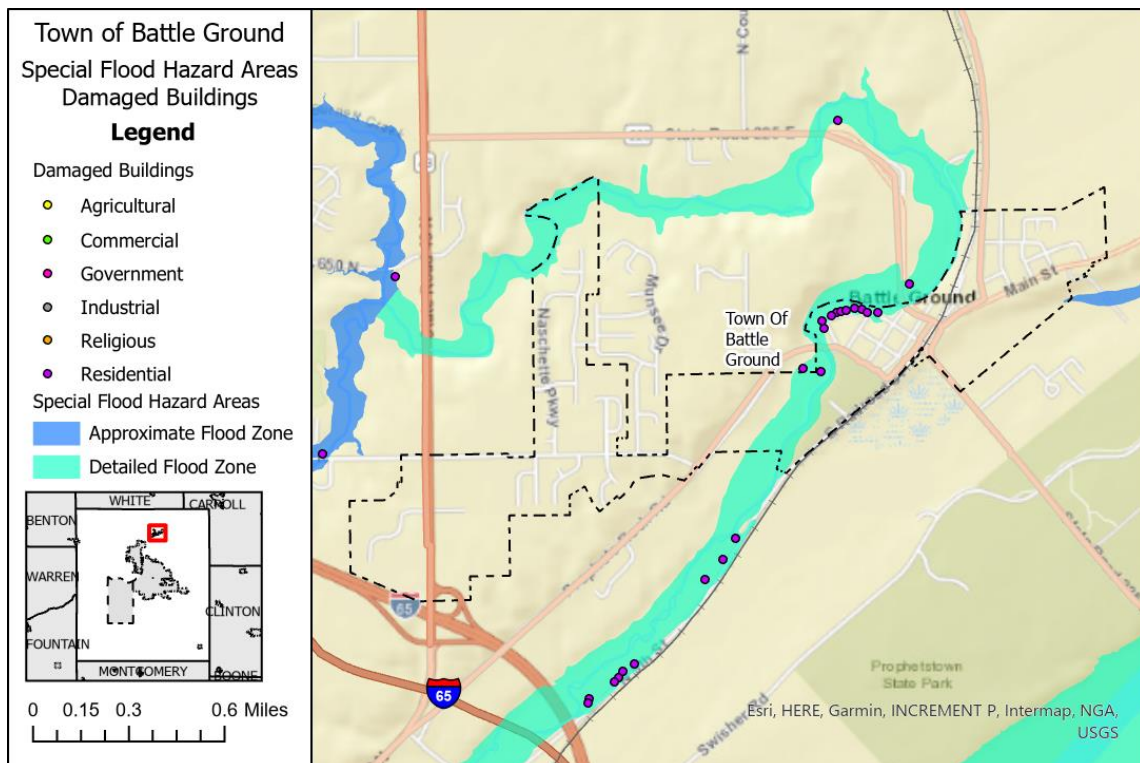 Town of Battle Ground
Special Flood Hazard Areas
Damaged Buildings
Legend
Damaged Buildings
Agricultural
Commercial
Government
Industrial
Religious
Residential
Special Flood Hazard Areas
Approximate Flood Zone
Detailed Flood Zone
WHITE
CARROLL
BENTON
WARREN
CLINTON
FOUNTAIN
MONTGOMERY
BOONE
0 0.15 0.3 0.6 Miles
N Cou
State Road 225 E
650 N
Munsee Dr
Naschette Pkwy
Battle Ground
Main St
Town Of
Battle
Ground
65
65
Swisher Rd
Prophetstown
State Park
Esri, HERE, Garmin, INCREMENT P, Intermap, NGA,
USGS